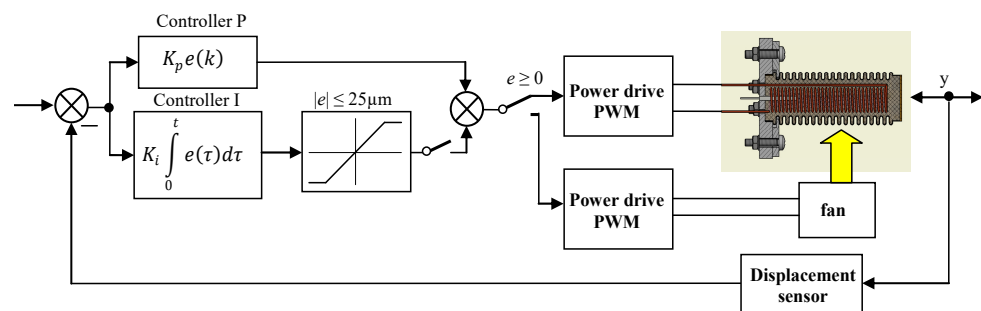 Controller P
K_p e(k)
Controller I
K_i ∫_0^t e(τ)dτ
|e| ≤ 25µm
e ≥ 0
Power drive
PWM
Power drive
PWM
fan
y
Displacement
sensor